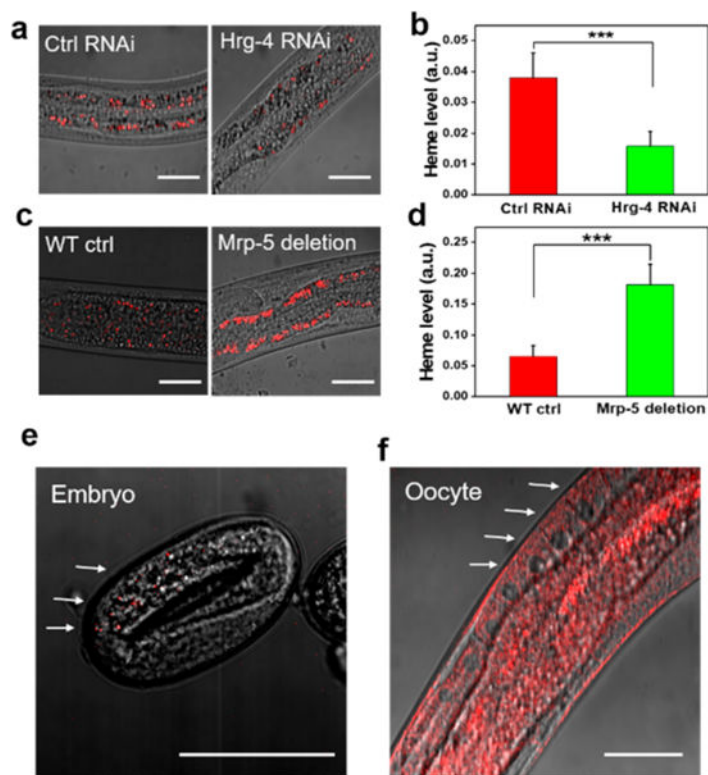 a
Ctrl RNAi
Hrg-4 RNAi
b
Heme level (a.u.)
0.05
0.04
0.03
0.02
0.01
0.00
***
Ctrl RNAi
Hrg-4 RNAi
c
WT ctrl
Mrp-5 deletion
d
Heme level (a.u.)
0.25
0.20
0.15
0.10
0.05
0.00
***
WT ctrl
Mrp-5 deletion
e
Embryo
f
Oocyte